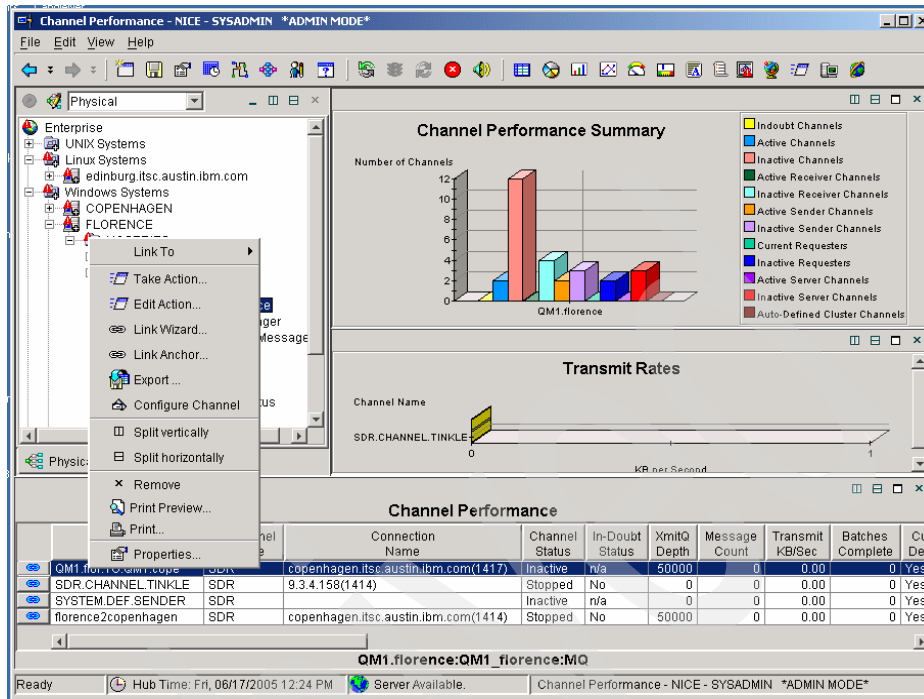 Channel Performance - NICE - SYSADMIN *ADMIN MODE*
File Edit View Help
Physical
Enterprise
UNIX Systems
Linux Systems
edinburg.itsc.austin.ibm.com
Windows Systems
COPENHAGEN
FLORENCE
Link To
Take Action...
Edit Action...
Link Wizard...
Link Anchor...
Export ...
Configure Channel
Split vertically
Split horizontally
Remove
Print Preview...
Print...
Properties...
Channel Performance Summary
Number of Channels
12
10
8
6
4
2
0
QM1.florence
Indoubt Channels
Active Channels
Inactive Channels
Active Receiver Channels
Inactive Receiver Channels
Active Sender Channels
Inactive Sender Channels
Current Requesters
Inactive Requesters
Active Server Channels
Inactive Server Channels
Auto-Defined Cluster Channels
Transmit Rates
Channel Name
SDR.CHANNEL.TINKLE
0 1
KB per Second
Channel Performance
Connection Name Channel Status In-Doubt Status XmitQ Depth Message Count Transmit KB/Sec Batches Complete
QM1.flor.TO.QM1.cope SDR copenhagen.itsc.austin.ibm.com(1417) Inactive n/a 50000 0 0.00 0 Yes
SDR.CHANNEL.TINKLE SDR 9.3.4.158(1414) Stopped No 0 0 0.00 0 Yes
SYSTEM.DEF.SENDER SDR Inactive n/a 0 0 0.00 0 Yes
florence2copenhagen SDR copenhagen.itsc.austin.ibm.com(1414) Stopped No 50000 0 0.00 0 Yes
QM1.florence:QM1_florence:MQ
Ready Hub Time: Fri, 06/17/2005 12:24 PM Server Available. Channel Performance - NICE - SYSADMIN *ADMIN MODE*